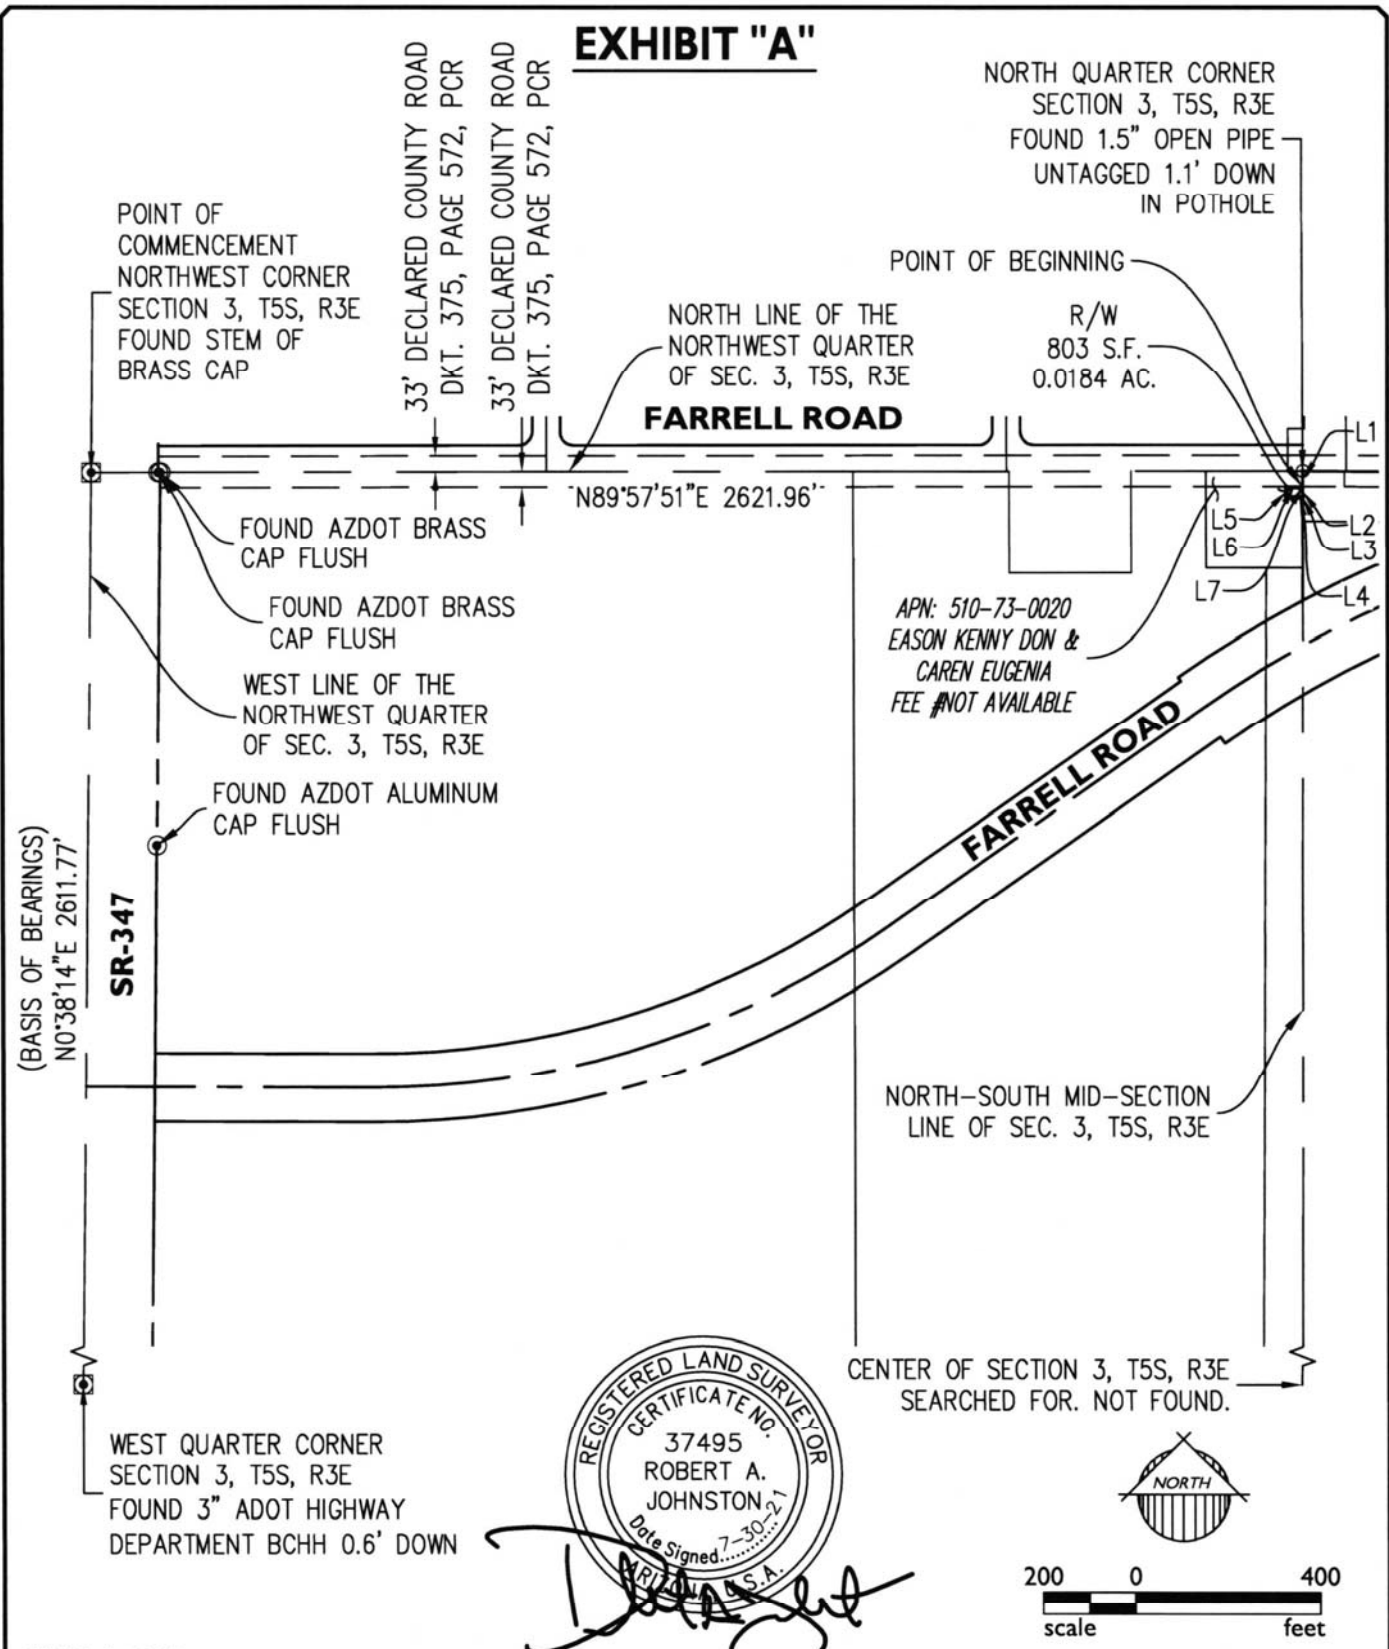 EXHIBIT "A"
33' DECLARED COUNTY ROAD
DKT. 375, PAGE 572, PCR
33' DECLARED COUNTY ROAD
DKT. 375, PAGE 572, PCR
NORTH QUARTER CORNER
SECTION 3, T5S, R3E
FOUND 1.5" OPEN PIPE
UNTAGGED 1.1' DOWN
IN POTHOLE
POINT OF
COMMENCEMENT
NORTHWEST CORNER
SECTION 3, T5S, R3E
FOUND STEM OF
BRASS CAP
POINT OF BEGINNING
NORTH LINE OF THE
NORTHWEST QUARTER
OF SEC. 3, T5S, R3E
R/W
803 S.F.
0.0184 AC.
FARRELL ROAD
L1
N89°57'51"E 2621.96'
FOUND AZDOT BRASS
CAP FLUSH
L5
L2
L6
L3
L7
L4
FOUND AZDOT BRASS
CAP FLUSH
APN: 510-73-0020
EASON KENNY DON &
CAREN EUGENIA
FEE #NOT AVAILABLE
WEST LINE OF THE
NORTHWEST QUARTER
OF SEC. 3, T5S, R3E
FARRELL ROAD
FOUND AZDOT ALUMINUM
CAP FLUSH
(BASIS OF BEARINGS)
N0°38'14"E 2611.77'
SR-347
NORTH-SOUTH MID-SECTION
LINE OF SEC. 3, T5S, R3E
CENTER OF SECTION 3, T5S, R3E
SEARCHED FOR. NOT FOUND.
WEST QUARTER CORNER
SECTION 3, T5S, R3E
FOUND 3" ADOT HIGHWAY
DEPARTMENT BCHH 0.6' DOWN
REGISTERED LAND SURVEYOR
CERTIFICATE NO.
37495
ROBERT A.
JOHNSTON
Date Signed 7-30-21
ARIZONA U.S.A.
NORTH
200 0 400
scale feet